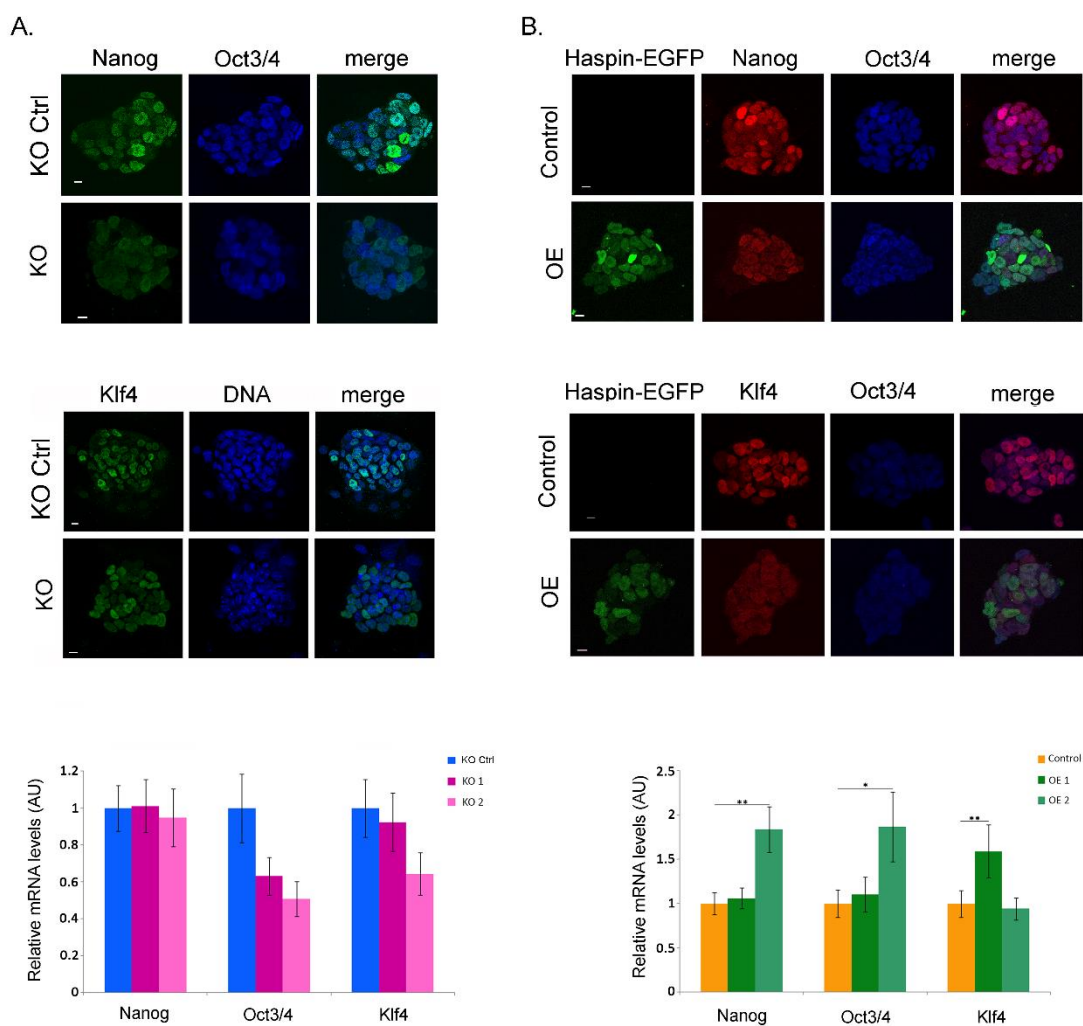 A.
Nanog Oct3/4 merge
KO Ctrl
KO
Klf4 DNA merge
KO Ctrl
KO
Relative mRNA levels (AU)
1.2
1
0.8
0.6
0.4
0.2
0
Nanog Oct3/4 Klf4
KO Ctrl
KO 1
KO 2
B.
Haspin-EGFP Nanog Oct3/4 merge
Control
OE
Haspin-EGFP Klf4 Oct3/4 merge
Control
OE
Relative mRNA levels (AU)
2.5
2
1.5
1
0.5
0
** * **
Nanog Oct3/4 Klf4
Control
OE 1
OE 2